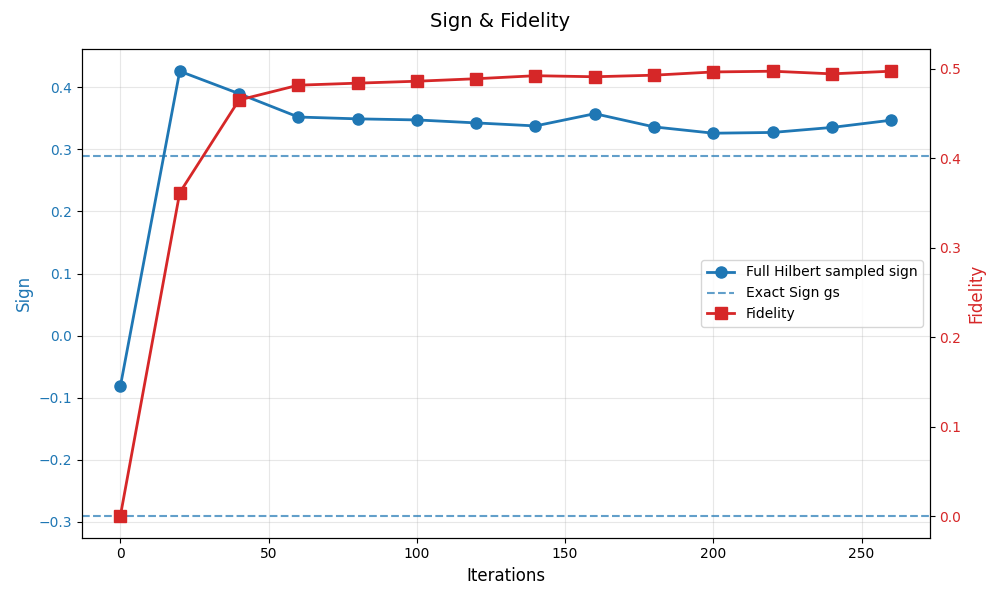 Sign & Fidelity
Sign
0.4
0.3
0.2
0.1
0.0
−0.1
−0.2
−0.3
Full Hilbert sampled sign
Exact Sign gs
Fidelity
0.5
0.4
0.3
0.2
0.1
0.0
Fidelity
0 50 100 150 200 250
Iterations